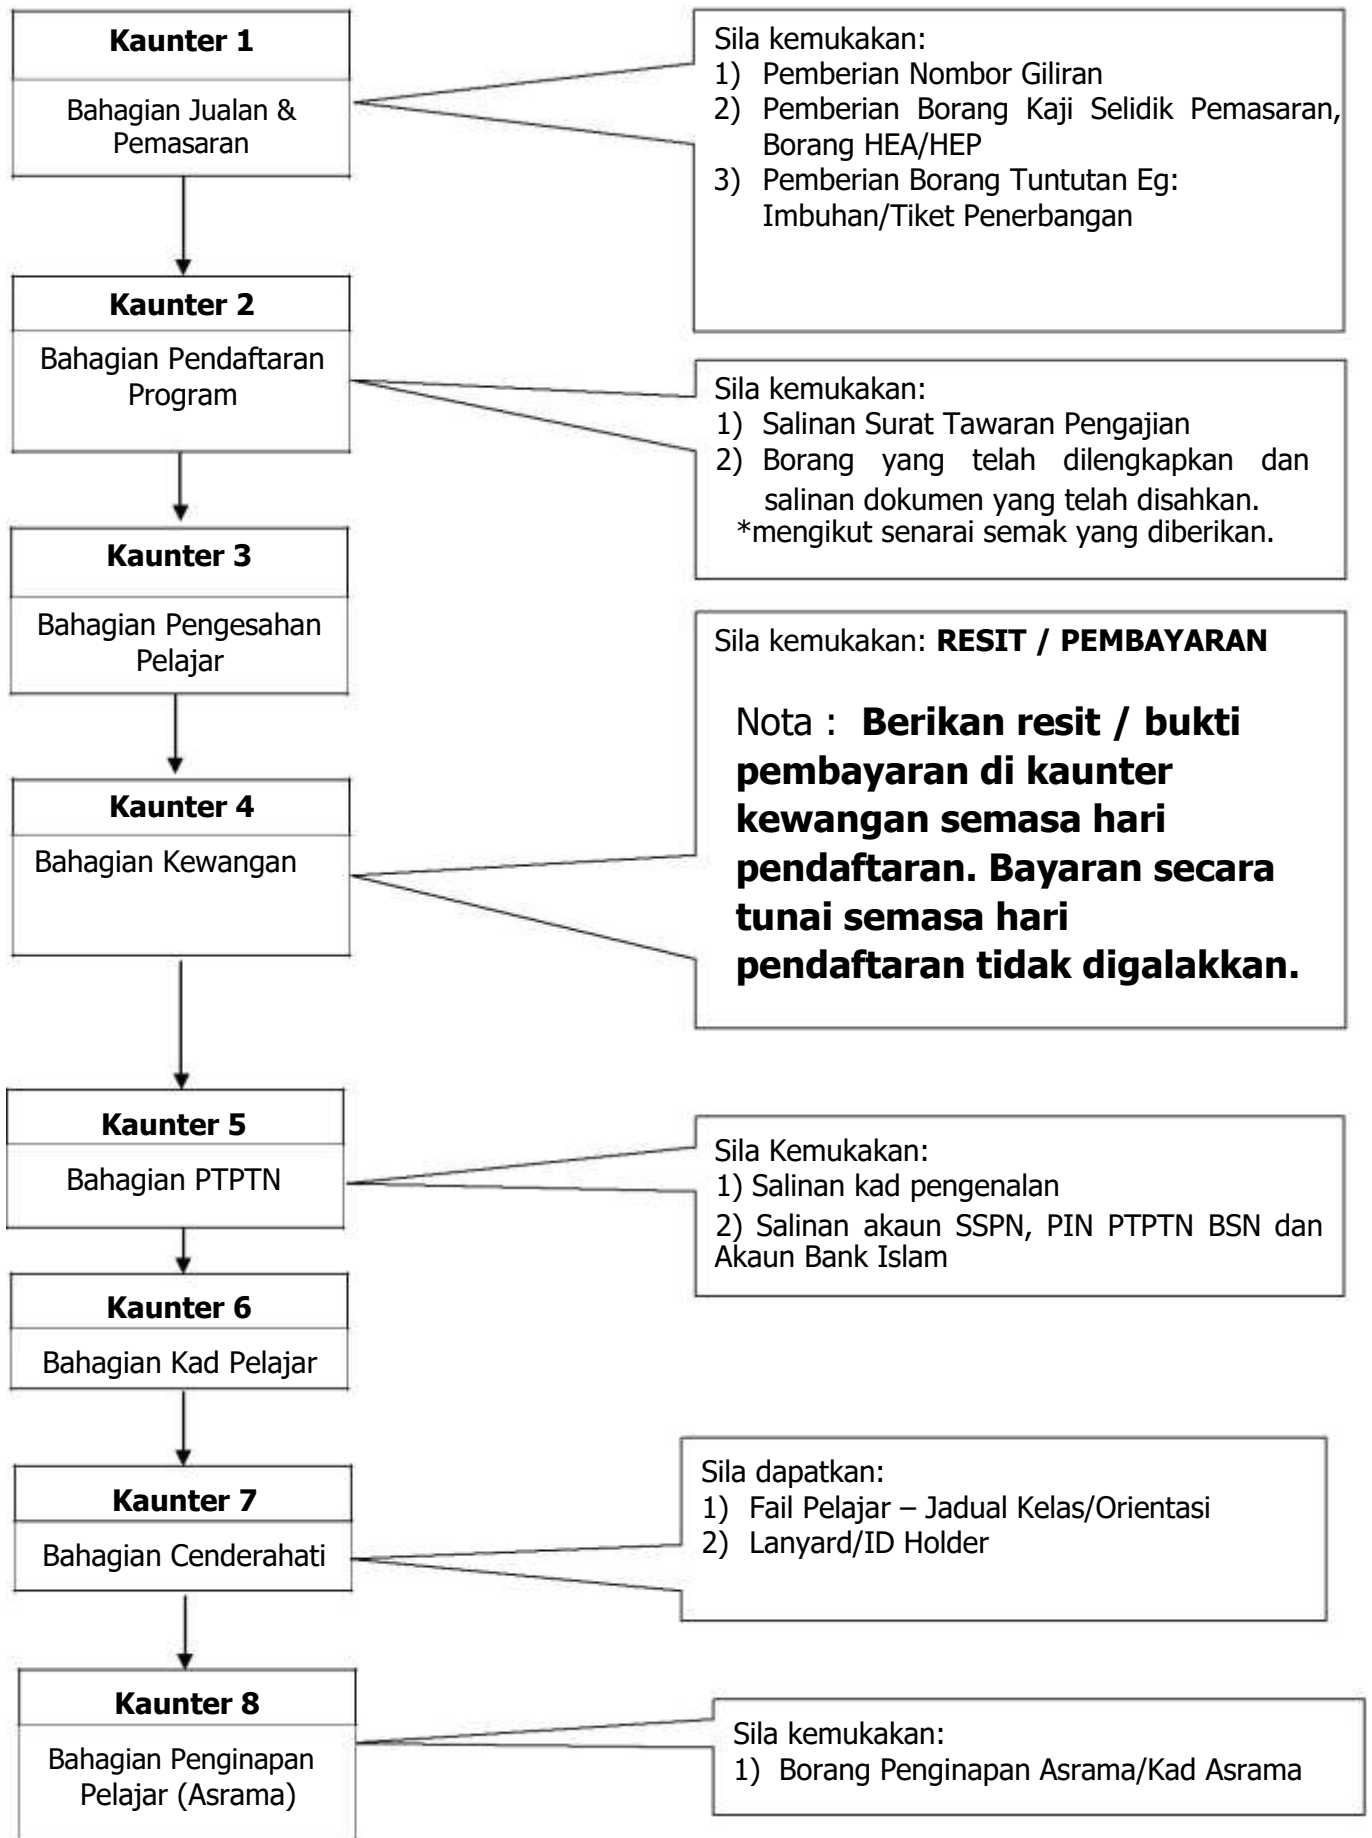 Kaunter 1
Bahagian Jualan &
Pemasaran
Sila kemukakan:
1) Pemberian Nombor Giliran
2) Pemberian Borang Kaji Selidik Pemasaran,
Borang HEA/HEP
3) Pemberian Borang Tuntutan Eg:
Imbuhan/Tiket Penerbangan
Kaunter 2
Bahagian Pendaftaran
Program
Sila kemukakan:
1) Salinan Surat Tawaran Pengajian
2) Borang yang telah dilengkapkan dan
salinan dokumen yang telah disahkan.
*mengikut senarai semak yang diberikan.
Kaunter 3
Bahagian Pengesahan
Pelajar
Kaunter 4
Bahagian Kewangan
Sila kemukakan: RESIT / PEMBAYARAN
Nota : Berikan resit / bukti
pembayaran di kaunter
kewangan semasa hari
pendaftaran. Bayaran secara
tunai semasa hari
pendaftaran tidak digalakkan.
Kaunter 5
Bahagian PTPTN
Sila Kemukakan:
1) Salinan kad pengenalan
2) Salinan akaun SSPN, PIN PTPTN BSN dan
Akaun Bank Islam
Kaunter 6
Bahagian Kad Pelajar
Kaunter 7
Bahagian Cenderahati
Sila dapatkan:
1) Fail Pelajar – Jadual Kelas/Orientasi
2) Lanyard/ID Holder
Kaunter 8
Bahagian Penginapan
Pelajar (Asrama)
Sila kemukakan:
1) Borang Penginapan Asrama/Kad Asrama